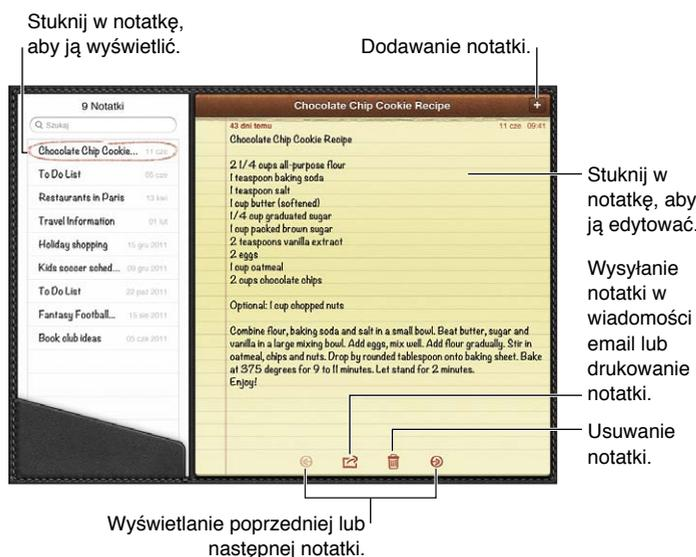 Stuknij w notatkę,
aby ją wyświetlić.
Dodawanie notatki.
9 Notatki
Szukaj
Chocolate Chip Cookie... 11 cze
To Do List 05 cze
Restaurants in Paris 13 kwi
Travel Information 01 lut
Holiday shopping 15 gru 2011
Kids soccer sched... 09 gru 2011
To Do List 22 paź 2011
Fantasy Football... 15 sie 2011
Book club ideas 05 cze 2011
Chocolate Chip Cookie Recipe
+
43 dni temu 11 cze 09:41
Chocolate Chip Cookie Recipe
2 1/4 cups all-purpose flour
1 teaspoon baking soda
1 teaspoon salt
1 cup butter (softened)
1/4 cup graduated sugar
1 cup packed brown sugar
2 teaspoons vanilla extract
2 eggs
1 cup oatmeal
2 cups chocolate chips
Optional: 1 cup chopped nuts
Combine flour, baking soda and salt in a small bowl. Beat butter, sugar and
vanilla in a large mixing bowl. Add eggs, mix well. Add flour gradually. Stir in
oatmeal, chips and nuts. Drop by rounded tablespoon onto baking sheet. Bake
at 375 degrees for 9 to 11 minutes. Let stand for 2 minutes.
Enjoy!
Stuknij w
notatkę, aby
ją edytować.
Wysyłanie
notatki w
wiadomości
email lub
drukowanie
notatki.
Usuwanie
notatki.
Wyświetlanie poprzedniej lub
następnej notatki.